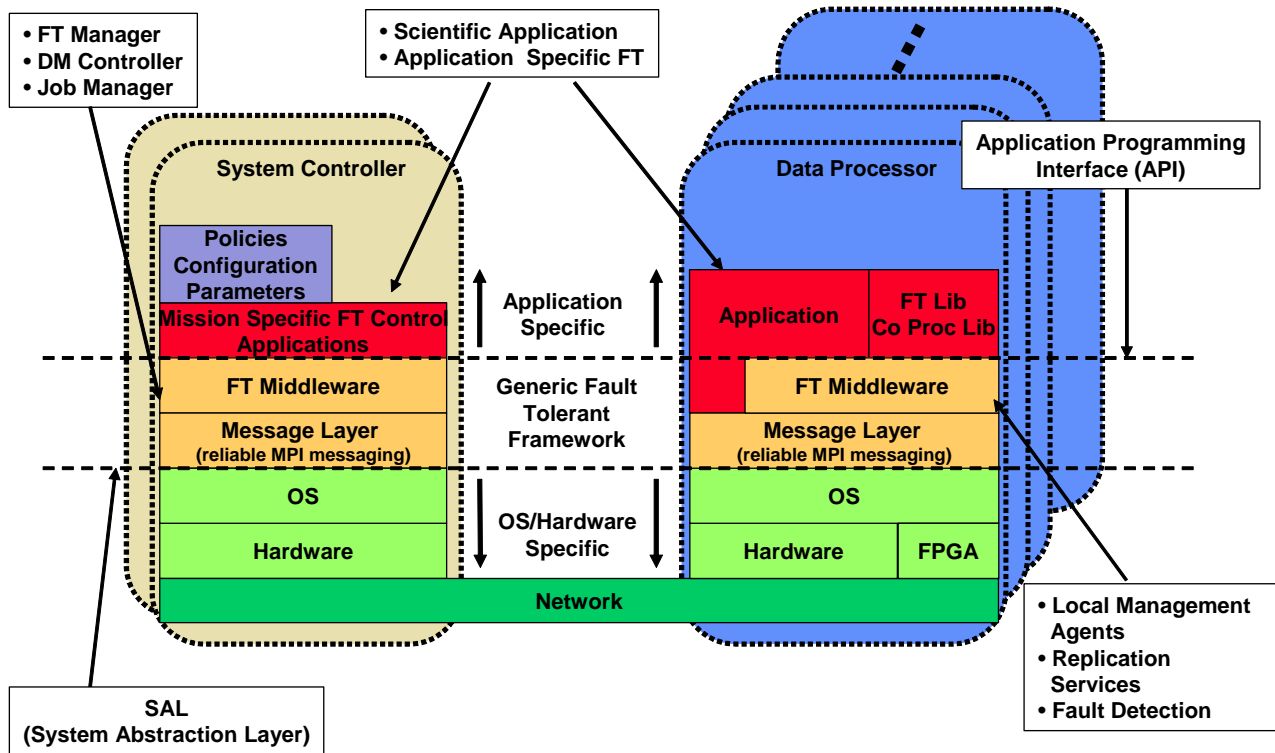 • FT Manager
• DM Controller
• Job Manager
• Scientific Application
• Application Specific FT
Application Programming
Interface (API)
System Controller
Data Processor
Policies
Configuration
Parameters
Mission Specific FT Control
Applications
Application
Specific
Application
FT Lib
Co Proc Lib
FT Middleware
Generic Fault
Tolerant
Framework
FT Middleware
Message Layer
(reliable MPI messaging)
Message Layer
(reliable MPI messaging)
OS
OS
OS/Hardware
Specific
Hardware
Hardware
FPGA
Network
• Local Management
Agents
• Replication
Services
• Fault Detection
SAL
(System Abstraction Layer)